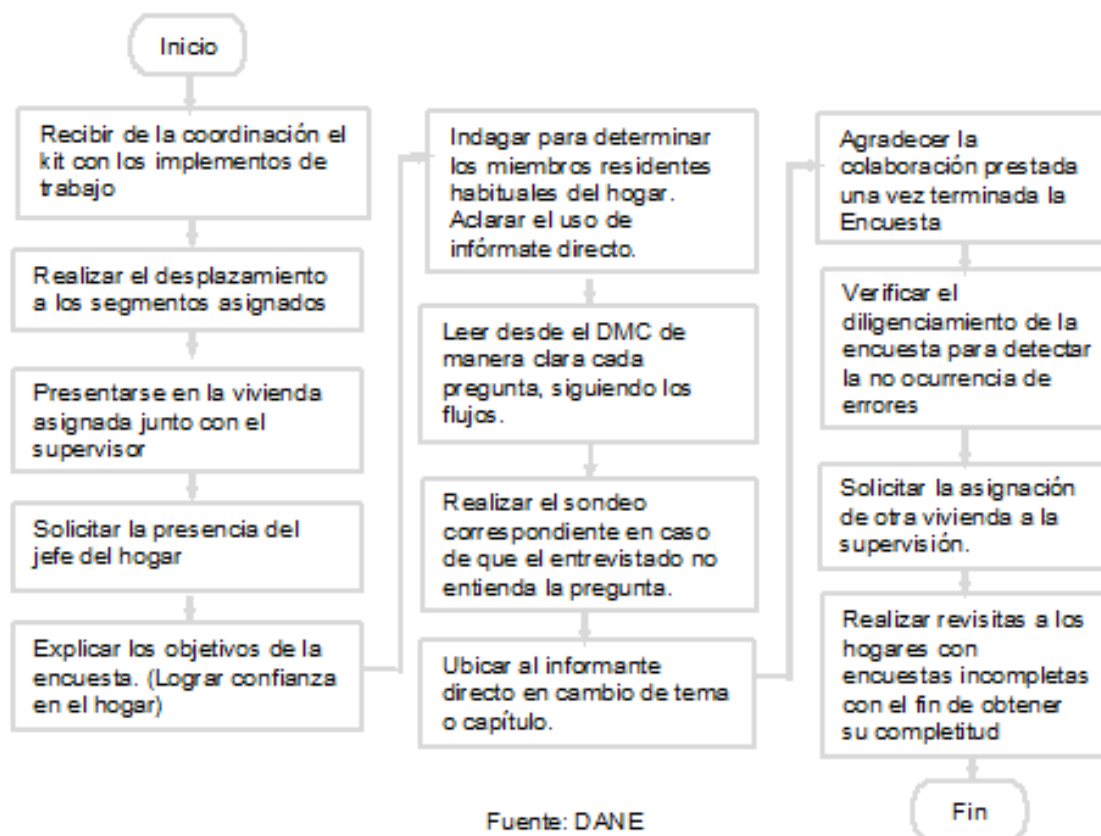 Inicio
Recibir de la coordinación el
kit con los implementos de
trabajo
Realizar el desplazamiento
a los segmentos asignados
Presentarse en la vivienda
asignada junto con el
supervisor
Solicitar la presencia del
jefe del hogar
Explicar los objetivos de la
encuesta. (Lograr confianza
en el hogar)
Indagar para determinar
los miembros residentes
habituales del hogar.
Aclarar el uso de
infórmate directo.
Leer desde el DMC de
manera clara cada
pregunta, siguiendo los
flujos.
Realizar el sondeo
correspondiente en caso
de que el entrevistado no
entienda la pregunta.
Ubicar al informante
directo en cambio de tema
o capítulo.
Agradecer la
colaboración prestada
una vez terminada la
Encuesta
Verificar el
diligenciamiento de la
encuesta para detectar
la no ocurrencia de
errores
Solicitar la asignación
de otra vivienda a la
supervisión.
Realizar revisitas a los
hogares con
encuestas incompletas
con el fin de obtener
su completitud
Fin
Fuente: DANE